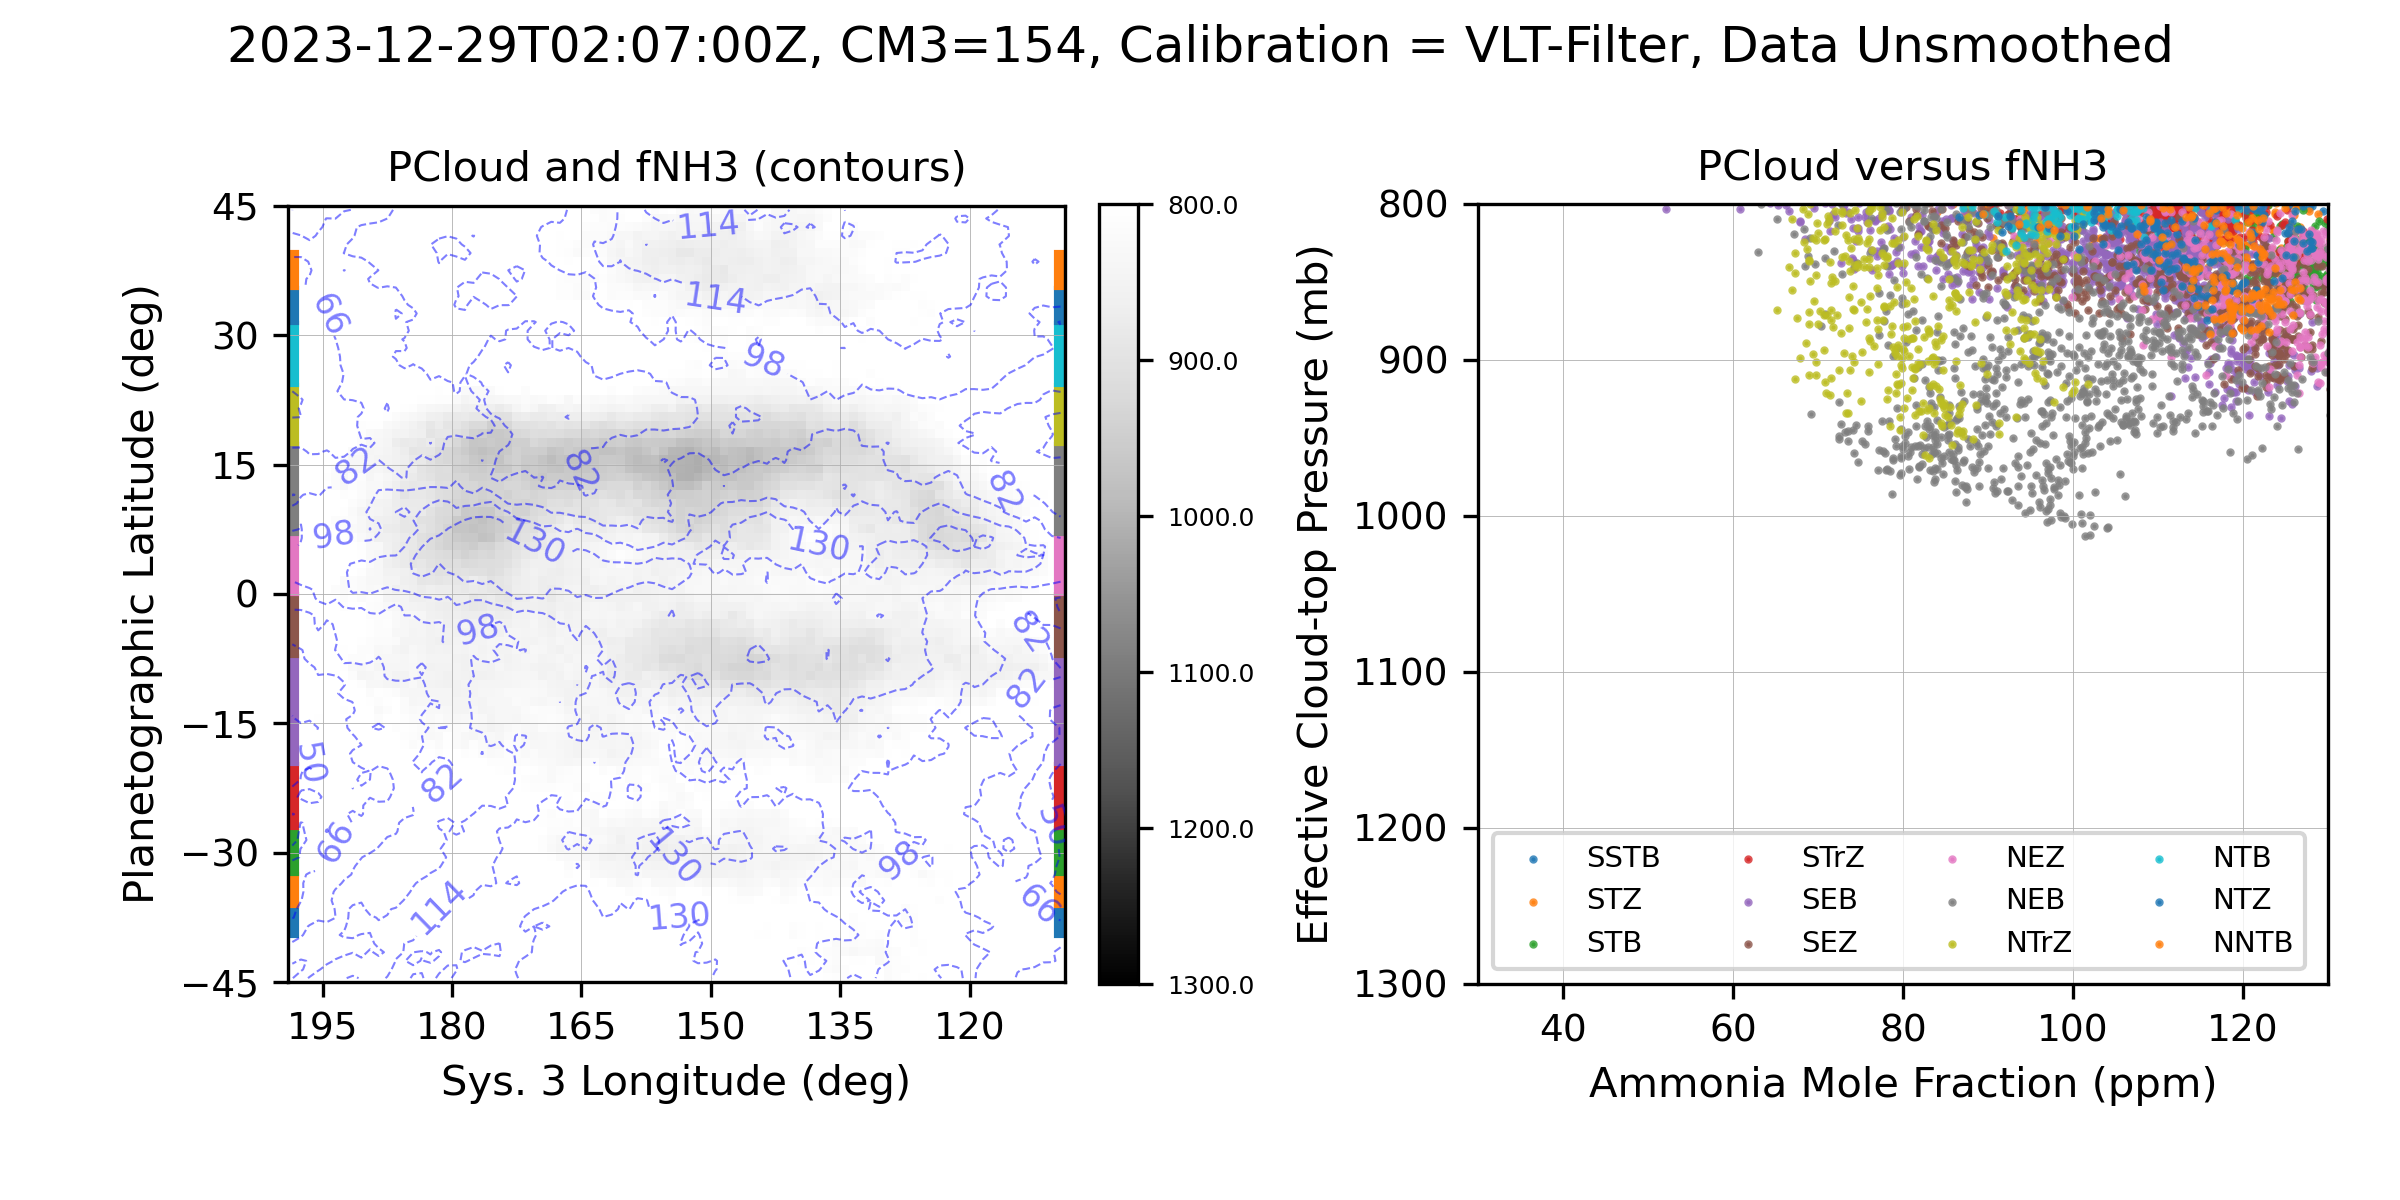 2023-12-29T02:07:00Z, CM3=154, Calibration = VLT-Filter, Data Unsmoothed
PCloud and fNH3 (contours)
Planetographic Latitude (deg)
45
30
15
0
−15
−30
−45
195
180
165
150
135
120
Sys. 3 Longitude (deg)
114
66
114
98
82
82
82
98
130
130
98
82
82
50
82
50
66
130
98
114
130
66
800.0
900.0
1000.0
1100.0
1200.0
1300.0
PCloud versus fNH3
Effective Cloud-top Pressure (mb)
800
900
1000
1100
1200
1300
SSTB
STZ
STB
STrZ
SEB
SEZ
NEZ
NEB
NTrZ
NTB
NTZ
NNTB
40
60
80
100
120
Ammonia Mole Fraction (ppm)